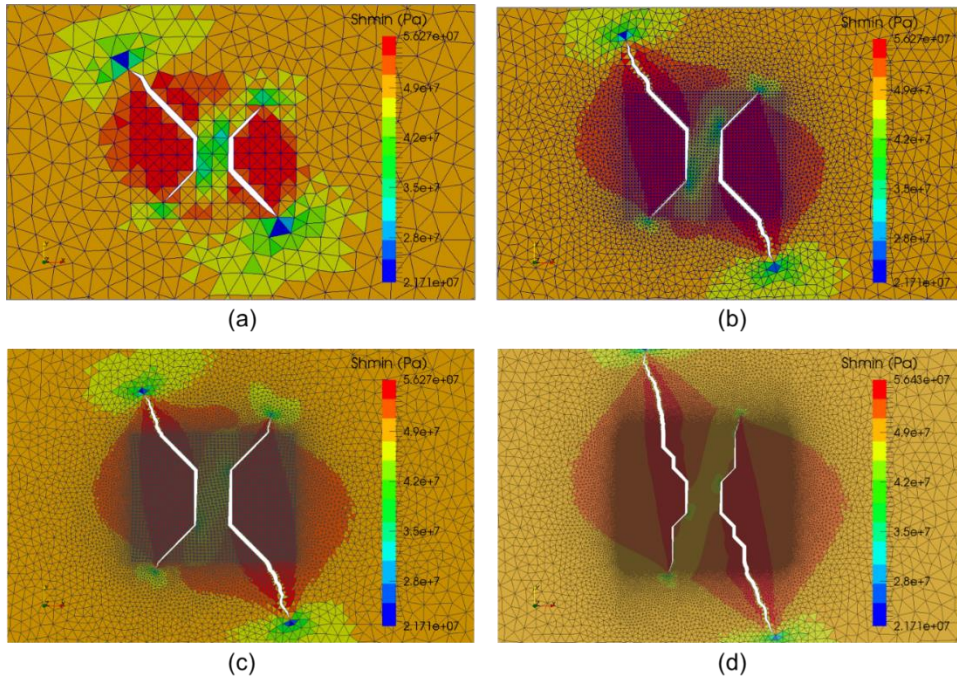 Shmin (Pa)
5.627e+07
4.9e+7
4.2e+7
3.5e+7
2.8e+7
2.171e+07
(a)
Shmin (Pa)
5.627e+07
4.9e+7
4.2e+7
3.5e+7
2.8e+7
2.171e+07
(b)
Shmin (Pa)
5.627e+07
4.9e+7
4.2e+7
3.5e+7
2.8e+7
2.171e+07
(c)
Shmin (Pa)
5.643e+07
4.9e+7
4.2e+7
3.5e+7
2.8e+7
2.171e+07
(d)